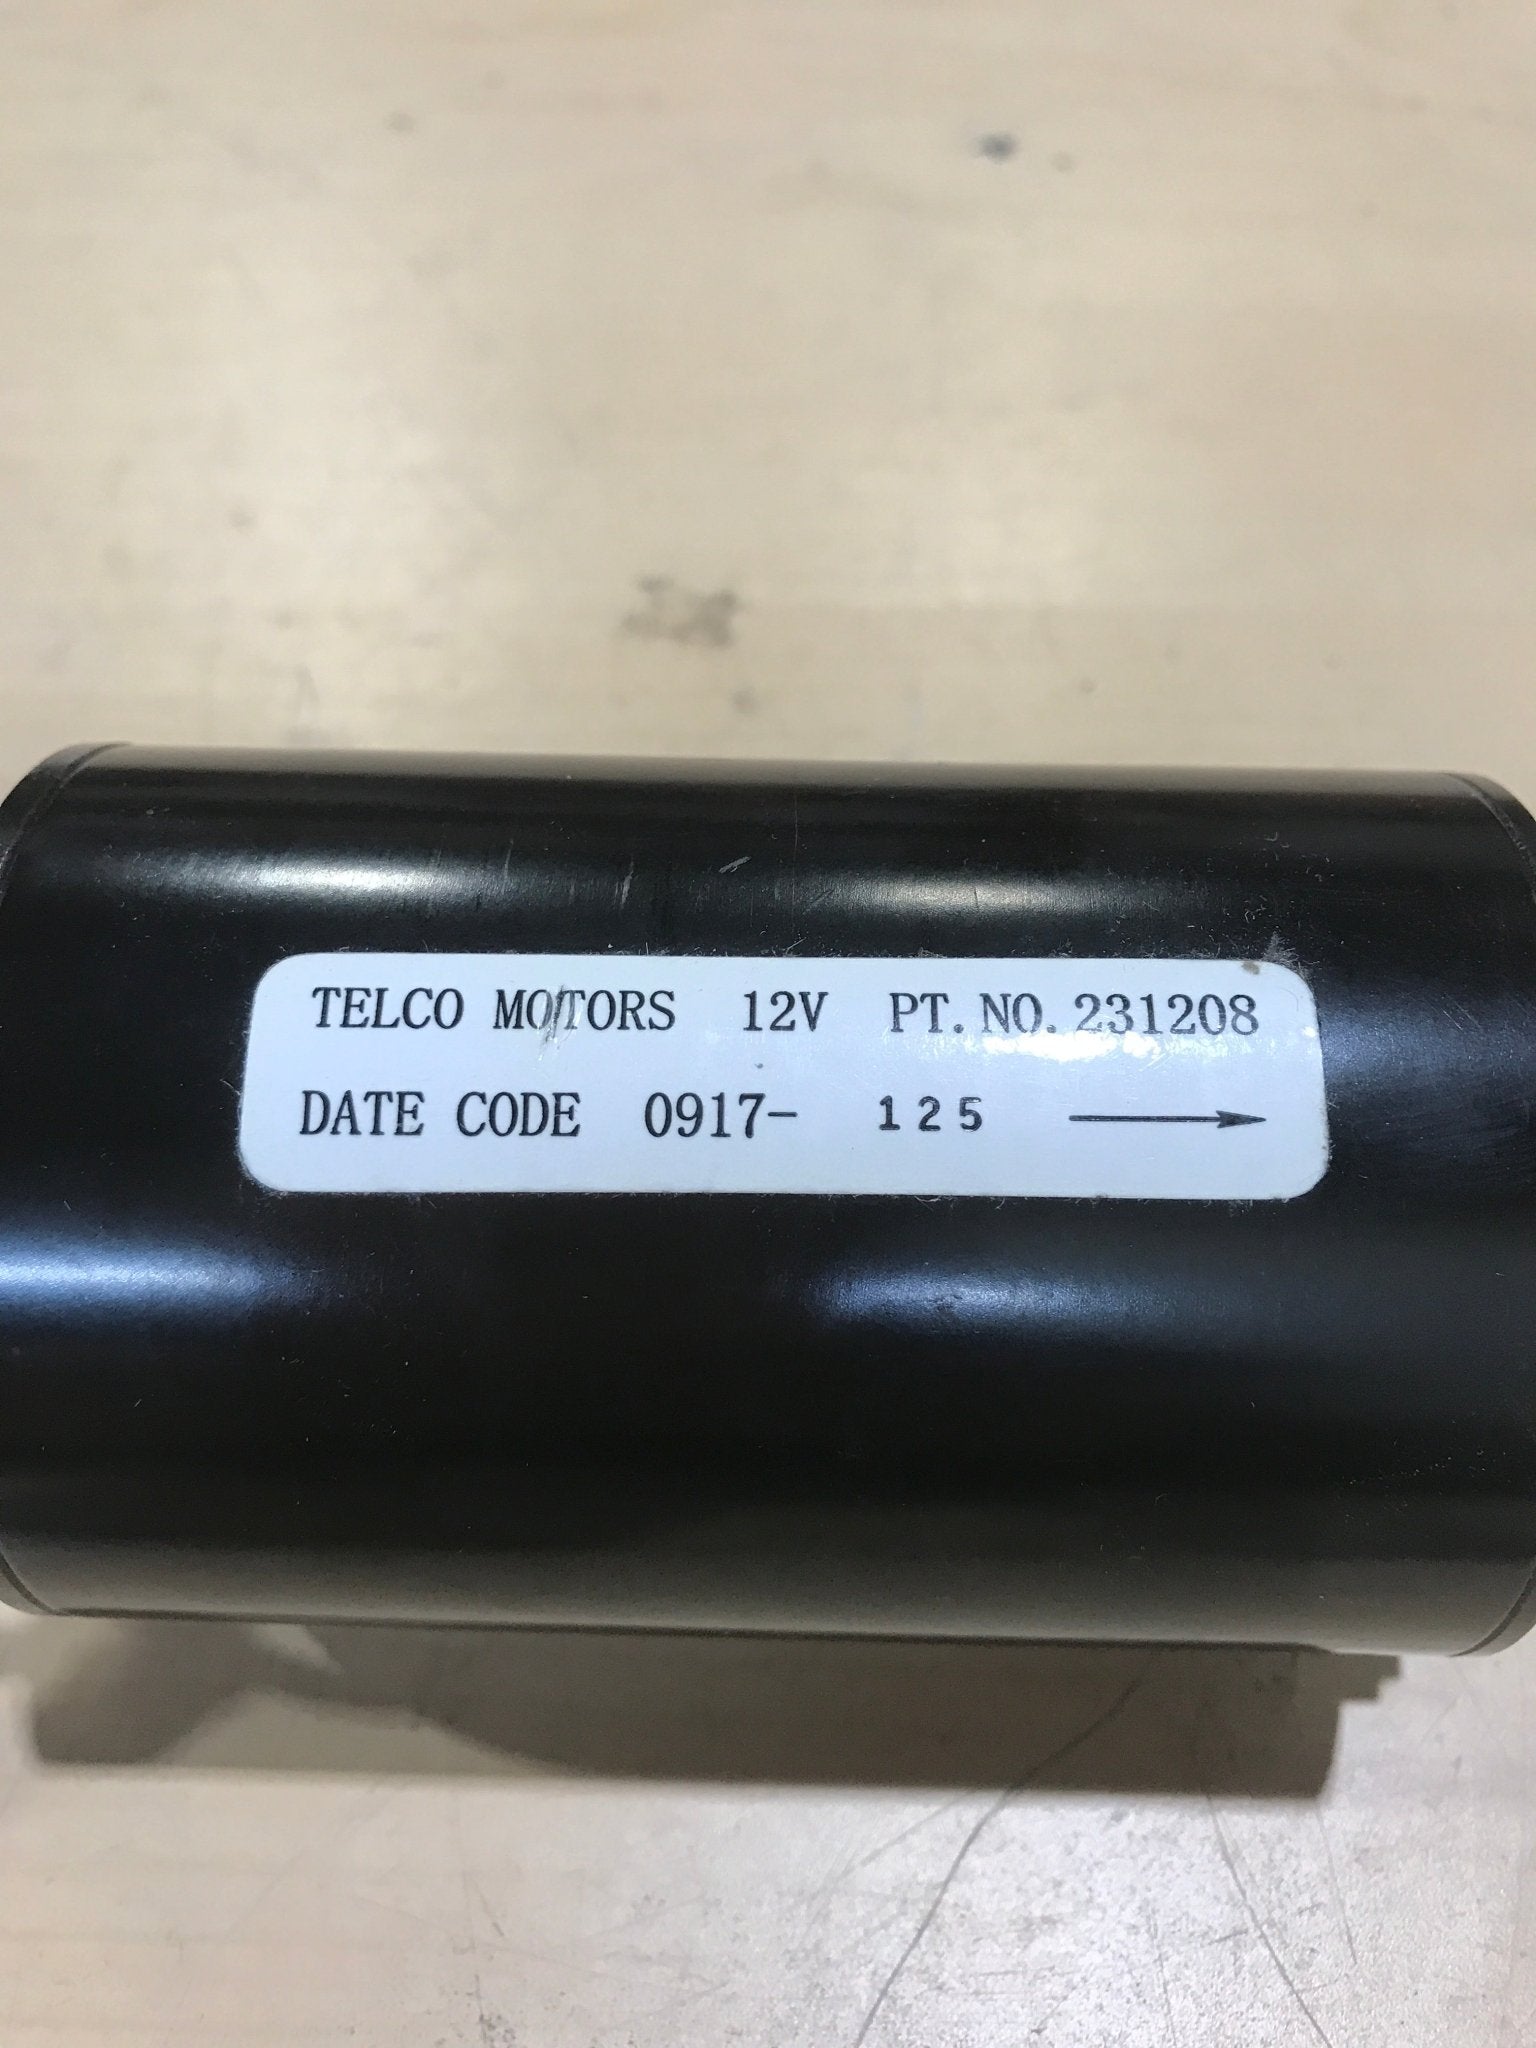 TELCO MOTORS 12V PT. NO. 231208
DATE CODE 0917- 125